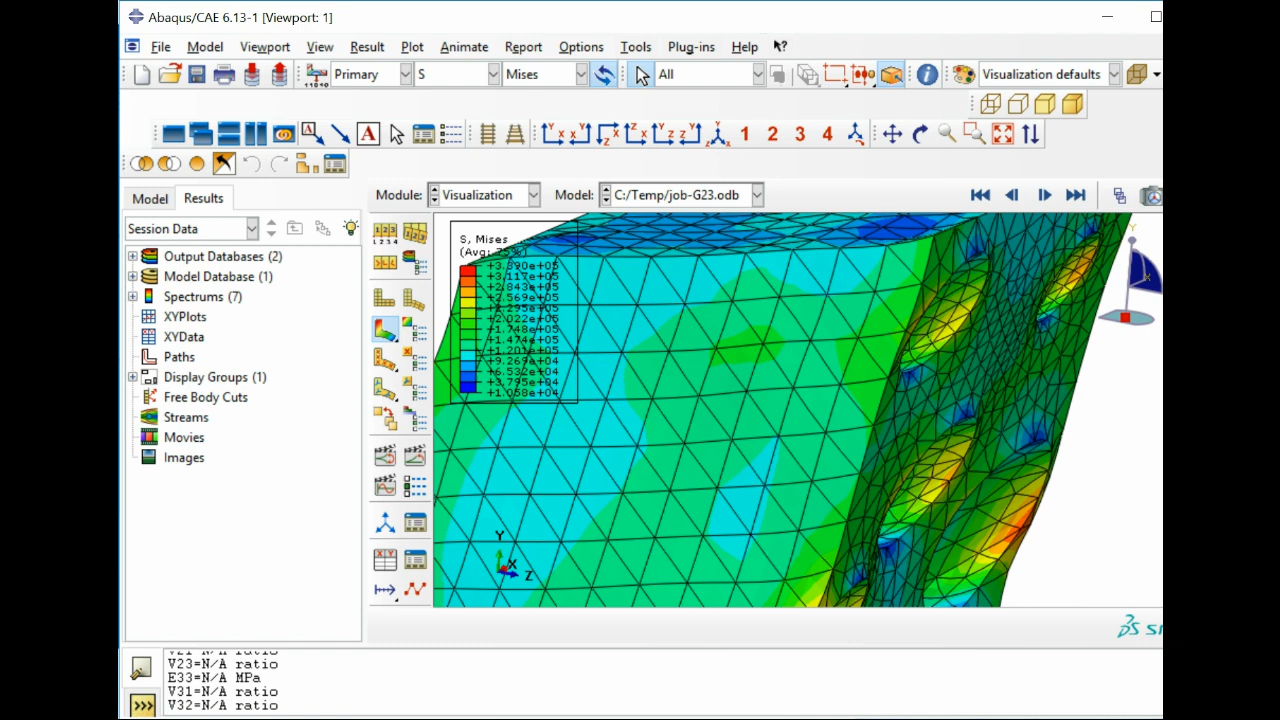 Abaqus/CAE 6.13-1 [Viewport: 1]
File Model Viewport View Result Plot Animate Report Options Tools Plug-ins Help
Primary S Mises All Visualization defaults
A A 1 2 3 4
Model Results Module: Visualization Model: C:/Temp/job-G23.odb
Session Data
Output Databases (2)
Model Database (1)
Spectrums (7)
XYPlots
XYData
Paths
Display Groups (1)
Free Body Cuts
Streams
Movies
Images
S, Mises
(Avg: 75%)
+3.390e+05
+3.117e+05
+2.843e+05
+2.569e+05
+2.295e+05
+2.022e+05
+1.748e+05
+1.474e+05
+1.201e+05
+9.269e+04
+6.532e+04
+3.795e+04
+1.058e+04
Y
X
Z
Y
X
V23=N/A ratio
E33=N/A MPa
V31=N/A ratio
V32=N/A ratio
>>>